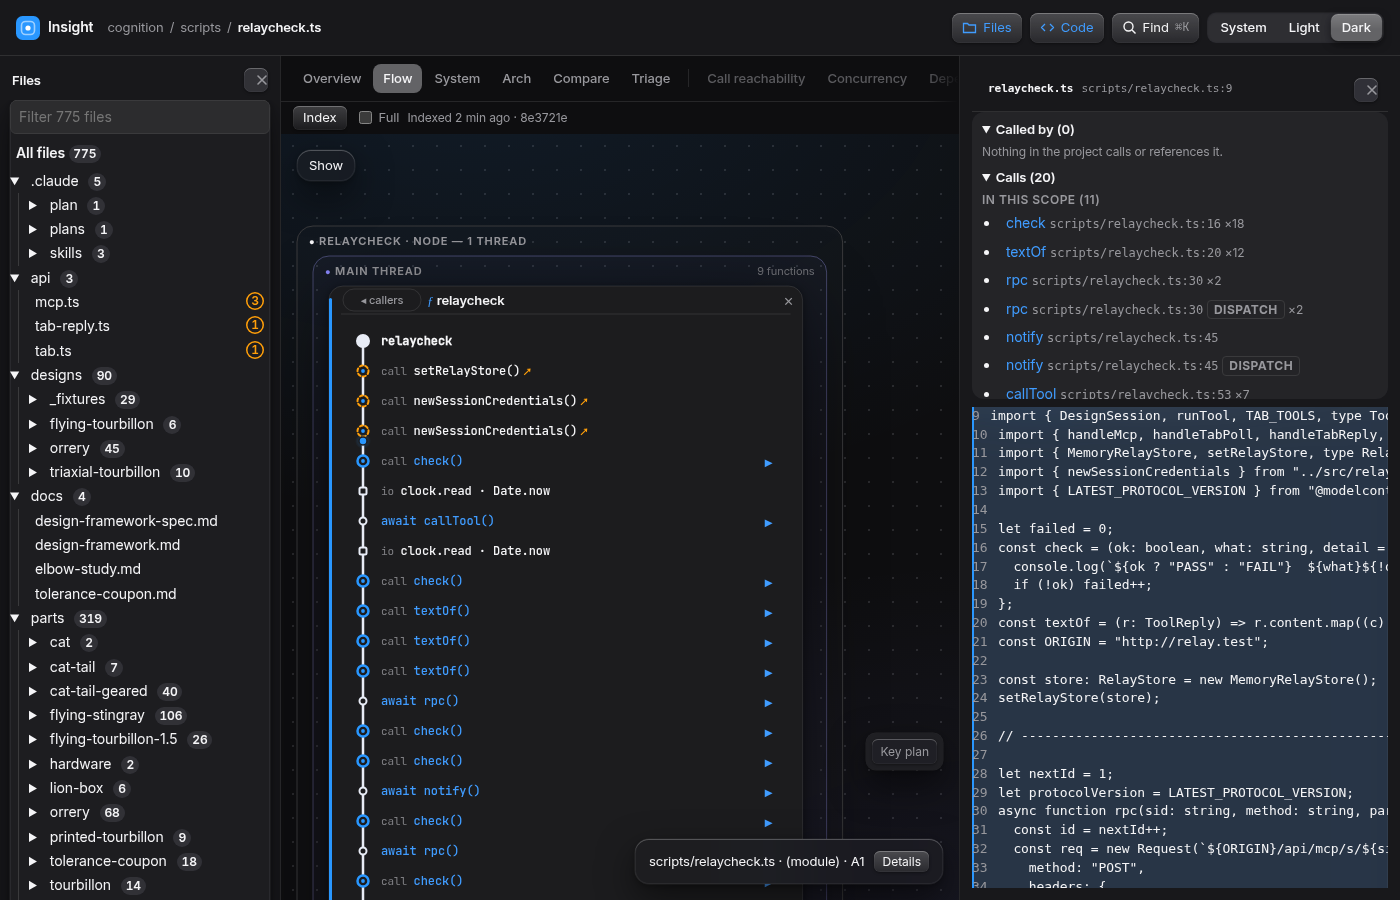 Insight cognition / scripts / relaycheck.ts
Files Code Find ⌘K System Light Dark
Files
Filter 775 files
All files 775
.claude 5
plan 1
plans 1
skills 3
api 3
mcp.ts 3
tab-reply.ts 1
tab.ts 1
designs 90
_fixtures 29
flying-tourbillon 6
orrery 45
triaxial-tourbillon 10
docs 4
design-framework-spec.md
design-framework.md
elbow-study.md
tolerance-coupon.md
parts 319
cat 2
cat-tail 7
cat-tail-geared 40
flying-stingray 106
flying-tourbillon-1.5 26
hardware 2
lion-box 6
orrery 68
printed-tourbillon 9
tolerance-coupon 18
tourbillon 14
Overview Flow System Arch Compare Triage Call reachability Concurrency Dep
Index Full Indexed 2 min ago · 8e3721e
Show
RELAYCHECK · NODE — 1 THREAD
MAIN THREAD 9 functions
◂ callers ƒ relaycheck ×
relaycheck
call setRelayStore() ↗
call newSessionCredentials() ↗
call newSessionCredentials() ↗
call check()
io clock.read · Date.now
await callTool()
io clock.read · Date.now
call check()
call textOf()
call textOf()
call textOf()
await rpc()
call check()
call check()
await notify()
call check()
await rpc()
call check()
Key plan
scripts/relaycheck.ts · (module) · A1 Details
relaycheck.ts scripts/relaycheck.ts:9
Called by (0)
Nothing in the project calls or references it.
Calls (20)
IN THIS SCOPE (11)
check scripts/relaycheck.ts:16 ×18
textOf scripts/relaycheck.ts:20 ×12
rpc scripts/relaycheck.ts:30 ×2
rpc scripts/relaycheck.ts:30 DISPATCH ×2
notify scripts/relaycheck.ts:45
notify scripts/relaycheck.ts:45 DISPATCH
callTool scripts/relaycheck.ts:53 ×7
9 import { DesignSession, runTool, TAB_TOOLS, type Too
10 import { handleMcp, handleTabPoll, handleTabReply,
11 import { MemoryRelayStore, setRelayStore, type Rela
12 import { newSessionCredentials } from "../src/relay
13 import { LATEST_PROTOCOL_VERSION } from "@modelcont
14
15 let failed = 0;
16 const check = (ok: boolean, what: string, detail =
17 console.log(`${ok ? "PASS" : "FAIL"}  ${what}${!o
18 if (!ok) failed++;
19 };
20 const textOf = (r: ToolReply) => r.content.map((c)
21 const ORIGIN = "http://relay.test";
22
23 const store: RelayStore = new MemoryRelayStore();
24 setRelayStore(store);
25
26 // -----------------------------------------------
27
28 let nextId = 1;
29 let protocolVersion = LATEST_PROTOCOL_VERSION;
30 async function rpc(sid: string, method: string, par
31 const id = nextId++;
32 const req = new Request(`${ORIGIN}/api/mcp/s/${si
33 method: "POST",
34 headers: {